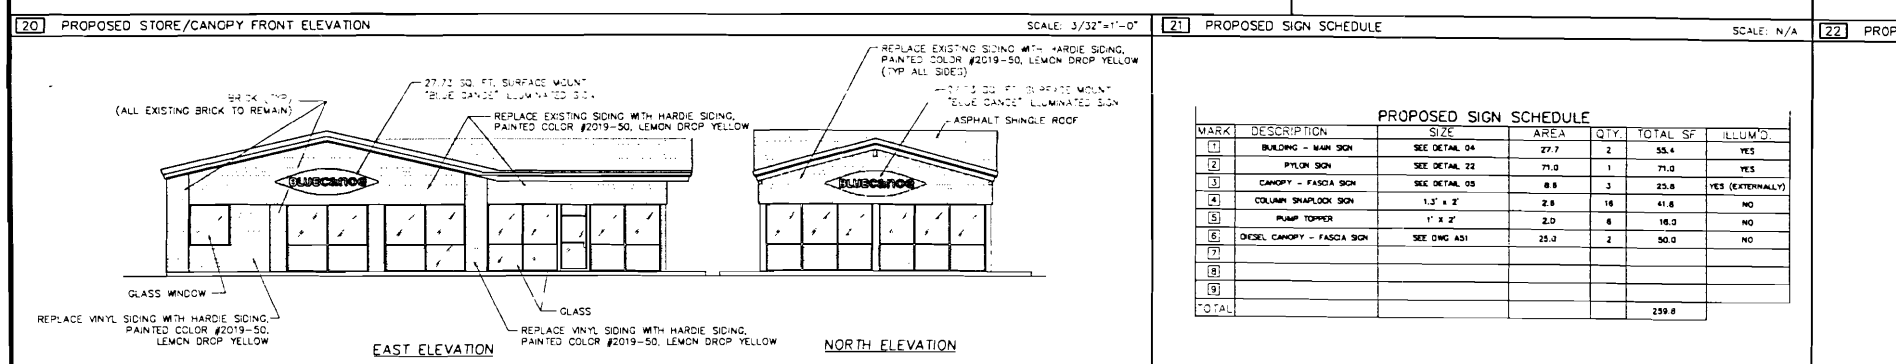 20 PROPOSED STORE/CANOPY FRONT ELEVATION SCALE: 3/32"=1'-0"
BRICK (TYP)
(ALL EXISTING BRICK TO REMAIN)
27.73 SQ. FT. SURFACE MOUNT
"BLUE CANOE" ILLUMINATED SIGN
REPLACE EXISTING SIDING WITH HARDIE SIDING,
PAINTED COLOR #2019-50, LEMON DROP YELLOW
REPLACE EXISTING SIDING WITH HARDIE SIDING,
PAINTED COLOR #2019-50, LEMON DROP YELLOW
(TYP ALL SIDES)
SQ. FT. SURFACE MOUNT
"BLUE CANOE" ILLUMINATED SIGN
ASPHALT SHINGLE ROOF
BLUECANOE
BLUECANOE
GLASS WINDOW
GLASS
REPLACE VINYL SIDING WITH HARDIE SIDING,
PAINTED COLOR #2019-50,
LEMON DROP YELLOW
REPLACE VINYL SIDING WITH HARDIE SIDING,
PAINTED COLOR #2019-50, LEMON DROP YELLOW
EAST ELEVATION
NORTH ELEVATION
21 PROPOSED SIGN SCHEDULE SCALE: N/A
PROPOSED SIGN SCHEDULE
MARK DESCRIPTION SIZE AREA QTY. TOTAL SF ILLUM'D.
1 BUILDING - MAIN SIGN SEE DETAIL 04 27.7 2 55.4 YES
2 PYLON SIGN SEE DETAIL 22 71.0 1 71.0 YES
3 CANOPY - FASCIA SIGN SEE DETAIL 05 8.6 3 25.8 YES (EXTERNALLY)
4 COLUMN SNAPLOCK SIGN 1.3' x 2' 2.6 16 41.6 NO
5 PUMP TOPPER 1' X 2' 2.0 16.0 NO
6 DIESEL CANOPY - FASCIA SIGN SEE DWG A51 25.0 2 50.0 NO
7
8
9
TOTAL 259.8
22 PROP